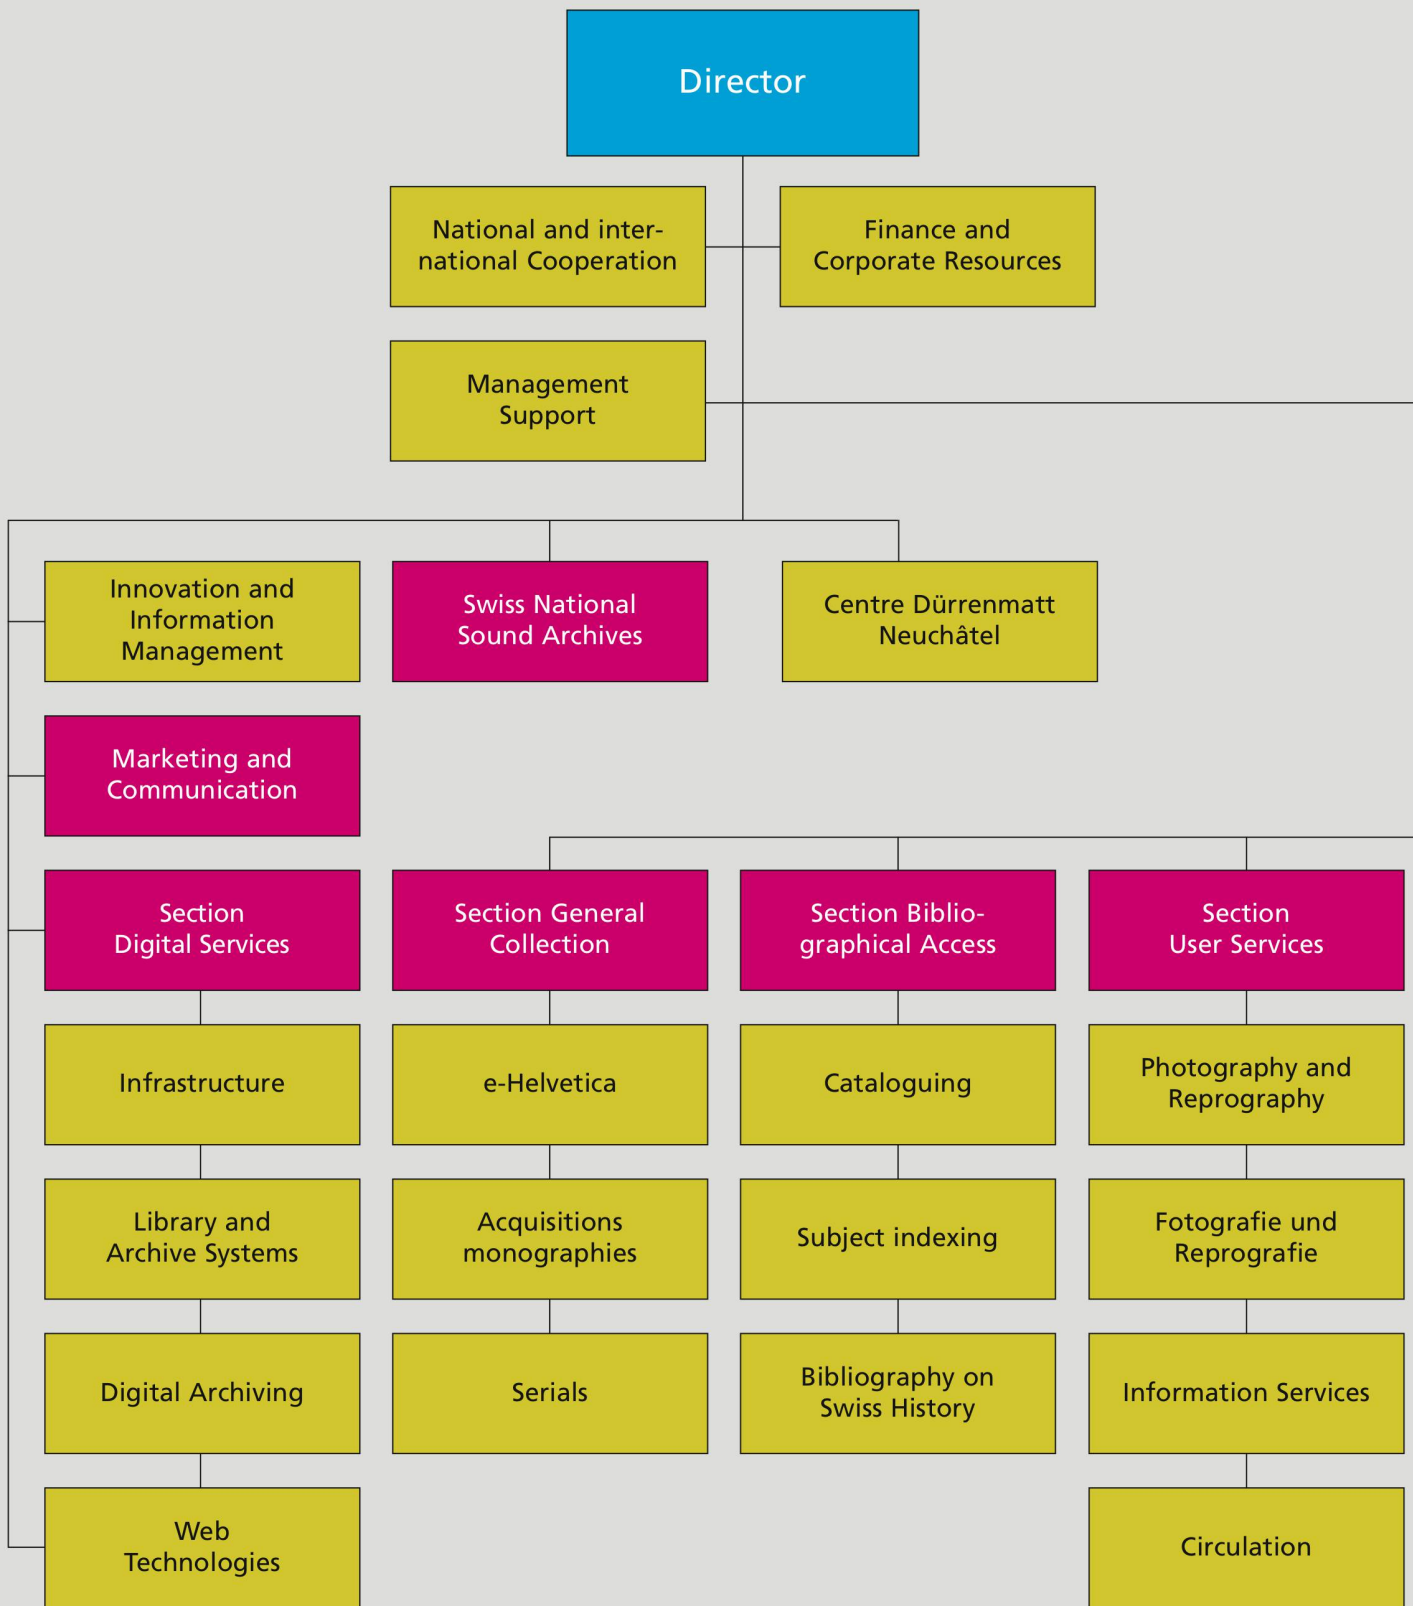 Director
National and inter-
national Cooperation
Finance and
Corporate Resources
Management
Support
Innovation and
Information
Management
Swiss National
Sound Archives
Centre Dürrenmatt
Neuchâtel
Marketing and
Communication
Section
Digital Services
Section General
Collection
Section Biblio-
graphical Access
Section
User Services
Infrastructure
e-Helvetica
Cataloguing
Photography and
Reprography
Library and
Archive Systems
Acquisitions
monographies
Subject indexing
Fotografie und
Reprografie
Digital Archiving
Serials
Bibliography on
Swiss History
Information Services
Web
Technologies
Circulation